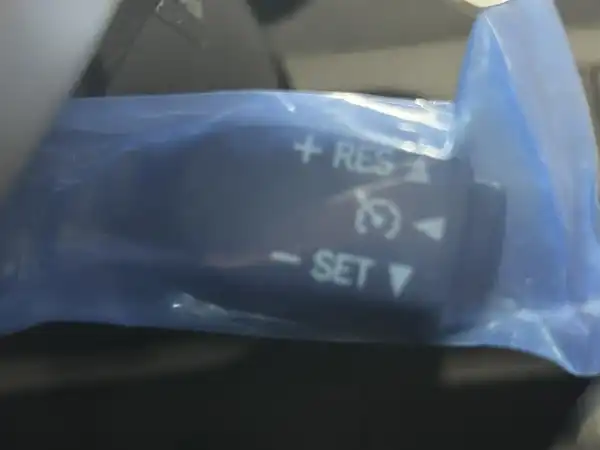 + RES ▲
◀
- SET ▼